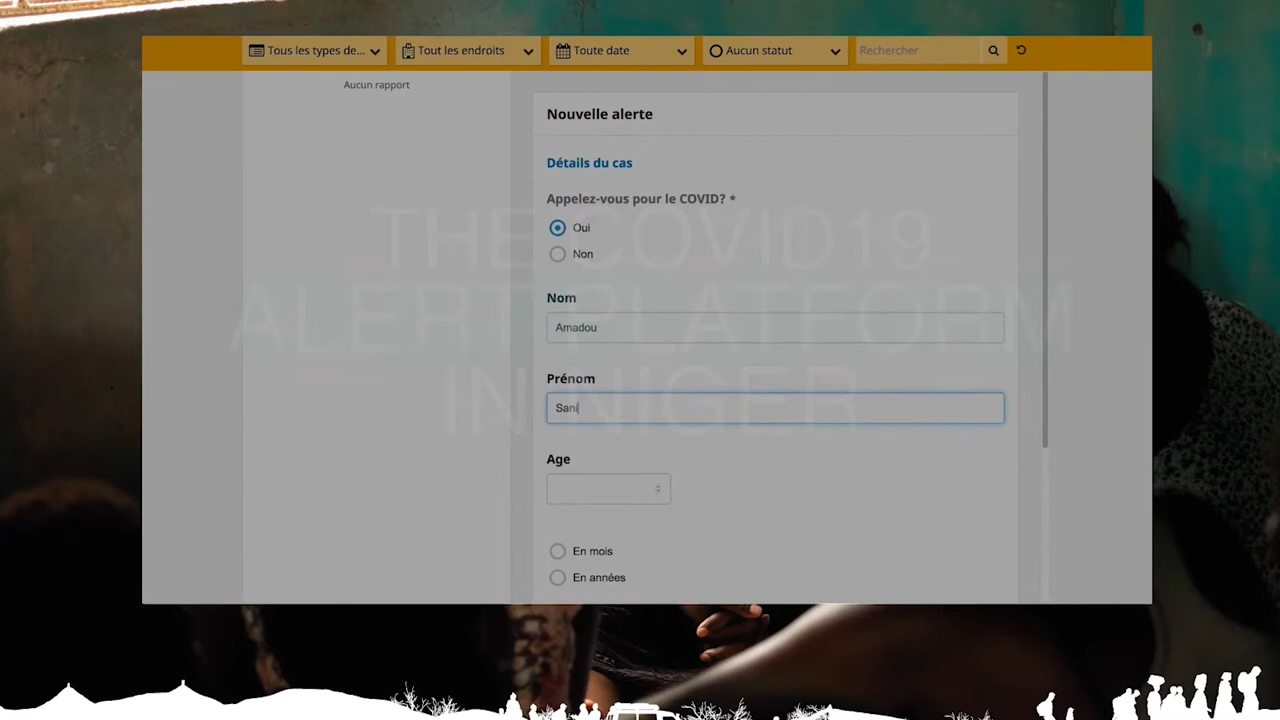 Tous les types de...
Tout les endroits
Toute date
Aucun statut
Rechercher
Aucun rapport
Nouvelle alerte
Détails du cas
Appelez-vous pour le COVID? *
Oui
Non
THE COVID19
ALERT PLATFORM
IN NIGER
Nom
Amadou
Prénom
Sani
Age
En mois
En années